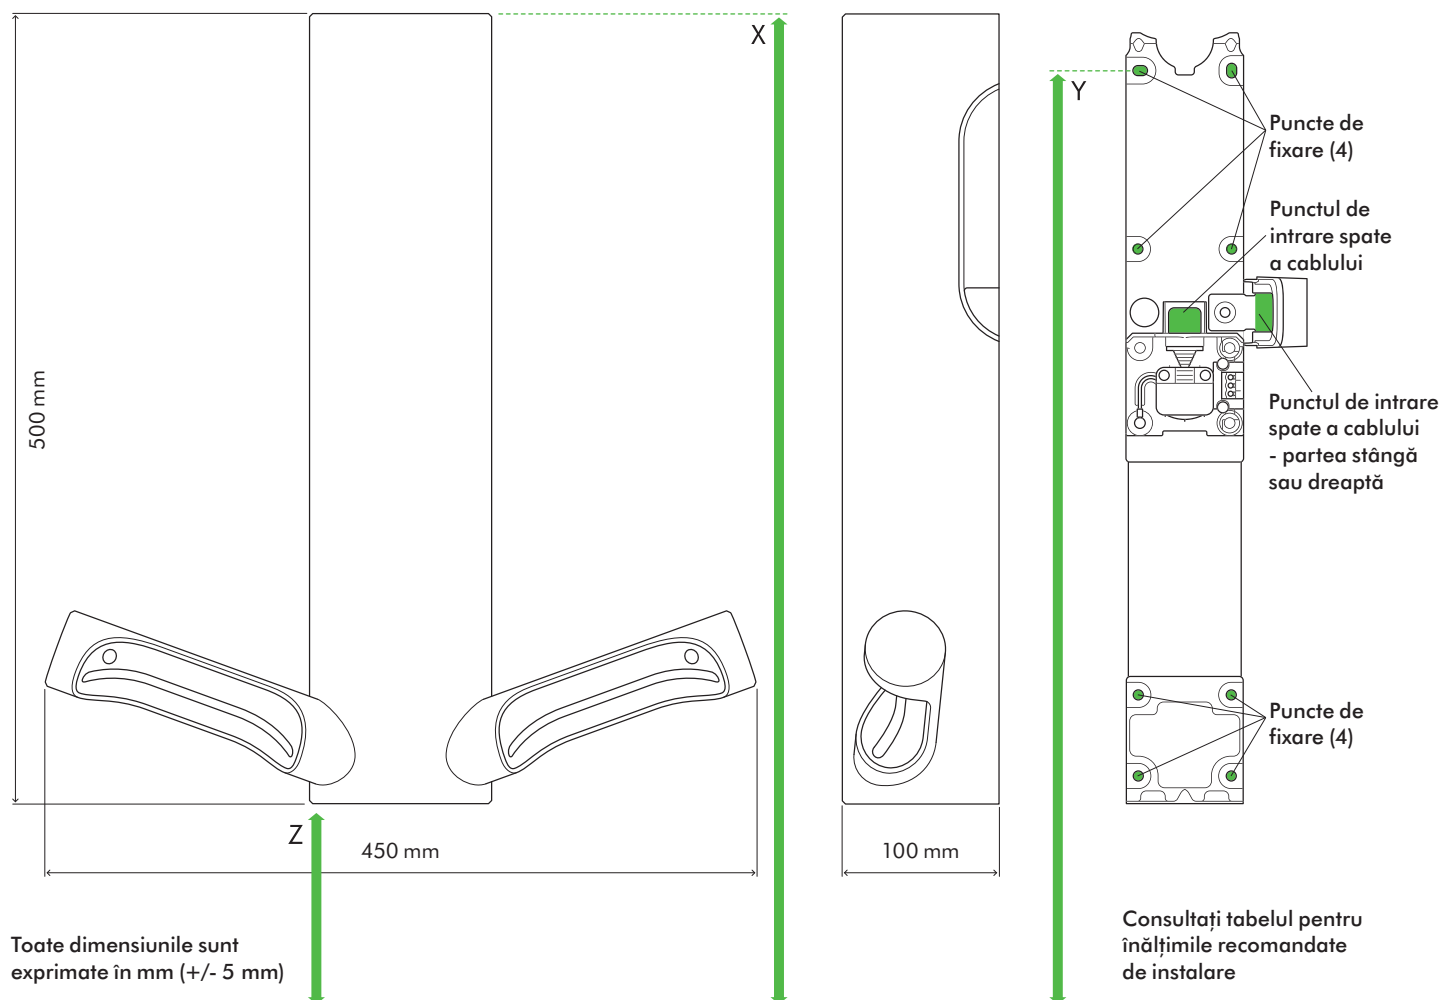 X
Y
Puncte de
fixare (4)
Punctul de
intrare spate
a cablului
500 mm
Punctul de intrare
spate a cablului
- partea stângă
sau dreaptă
Puncte de
fixare (4)
Z
450 mm
100 mm
Toate dimensiunile sunt
exprimate în mm (+/- 5 mm)
Consultați tabelul pentru
înălțimile recomandate
de instalare